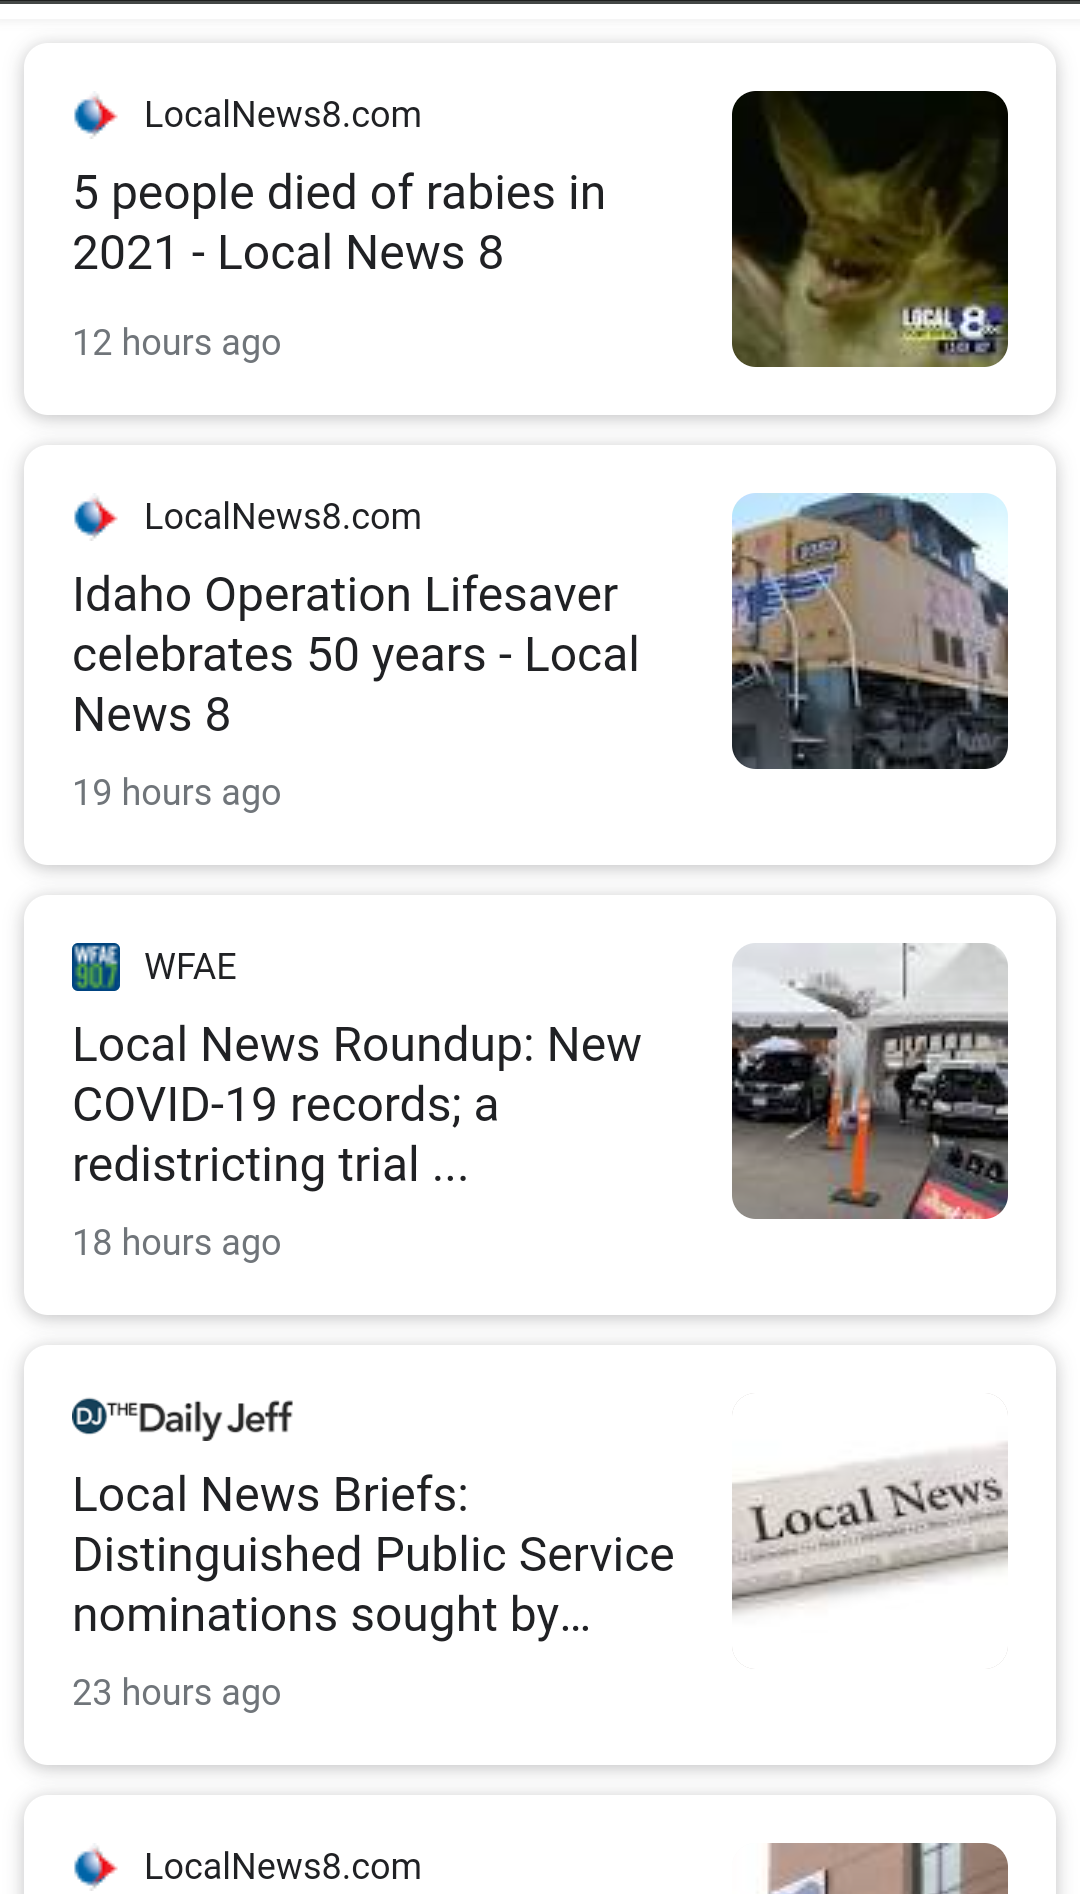 LocalNews8.com
5 people died of rabies in
2021 - Local News 8
12 hours ago
LOCAL 8
LocalNews8.com
Idaho Operation Lifesaver
celebrates 50 years - Local
News 8
19 hours ago
WFAE
90.7
WFAE
Local News Roundup: New
COVID-19 records; a
redistricting trial ...
18 hours ago
DJ THE Daily Jeff
Local News Briefs:
Distinguished Public Service
nominations sought by...
23 hours ago
Local News
LocalNews8.com